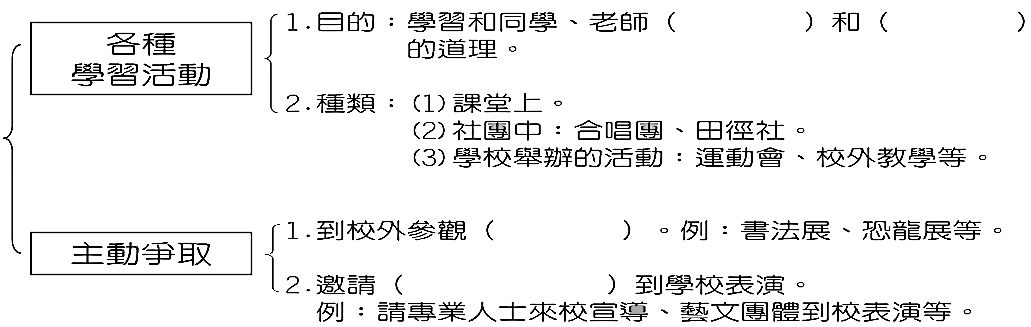 各種
學習活動
1.目的：學習和同學、老師（　　　　）和（　　　　）
的道理。
2.種類：(1)課堂上。
(2)社團中：合唱團、田徑社。
(3)學校舉辦的活動：運動會、校外教學等。
主動爭取
1.到校外參觀（　　　　）。例：書法展、恐龍展等。
2.邀請（　　　　　　）到學校表演。
例：請專業人士來校宣導、藝文團體到校表演等。